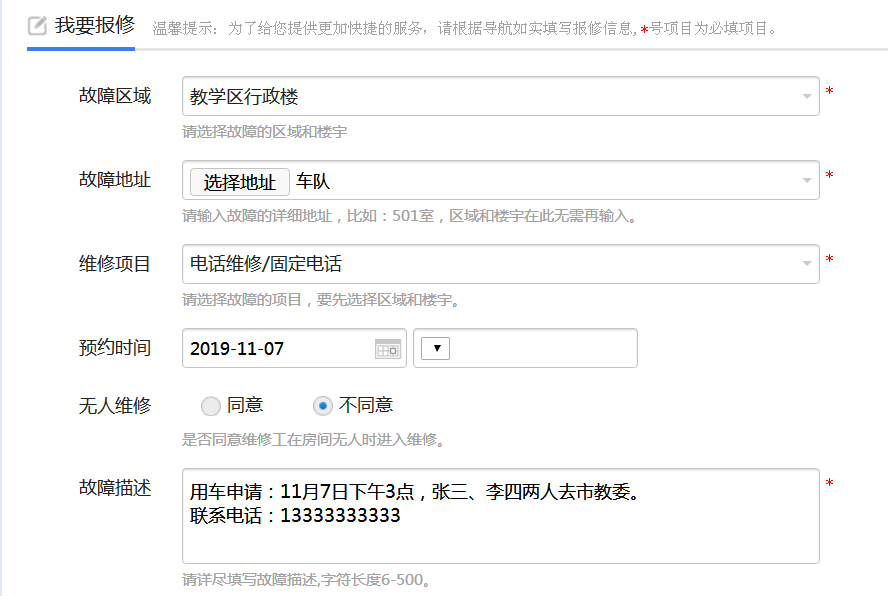 我要报修 温馨提示：为了给您提供更加快捷的服务，请根据导航如实填写报修信息,*号项目为必填项目。
故障区域 教学区行政楼 *
请选择故障的区域和楼宇
故障地址 选择地址 车队 *
请输入故障的详细地址，比如：501室，区域和楼宇在此无需再输入。
维修项目 电话维修/固定电话 *
请选择故障的项目，要先选择区域和楼宇。
预约时间 2019-11-07
无人维修 同意 不同意
是否同意维修工在房间无人时进入维修。
故障描述 用车申请：11月7日下午3点，张三、李四两人去市教委。 *
联系电话：13333333333
请详尽填写故障描述,字符长度6-500。